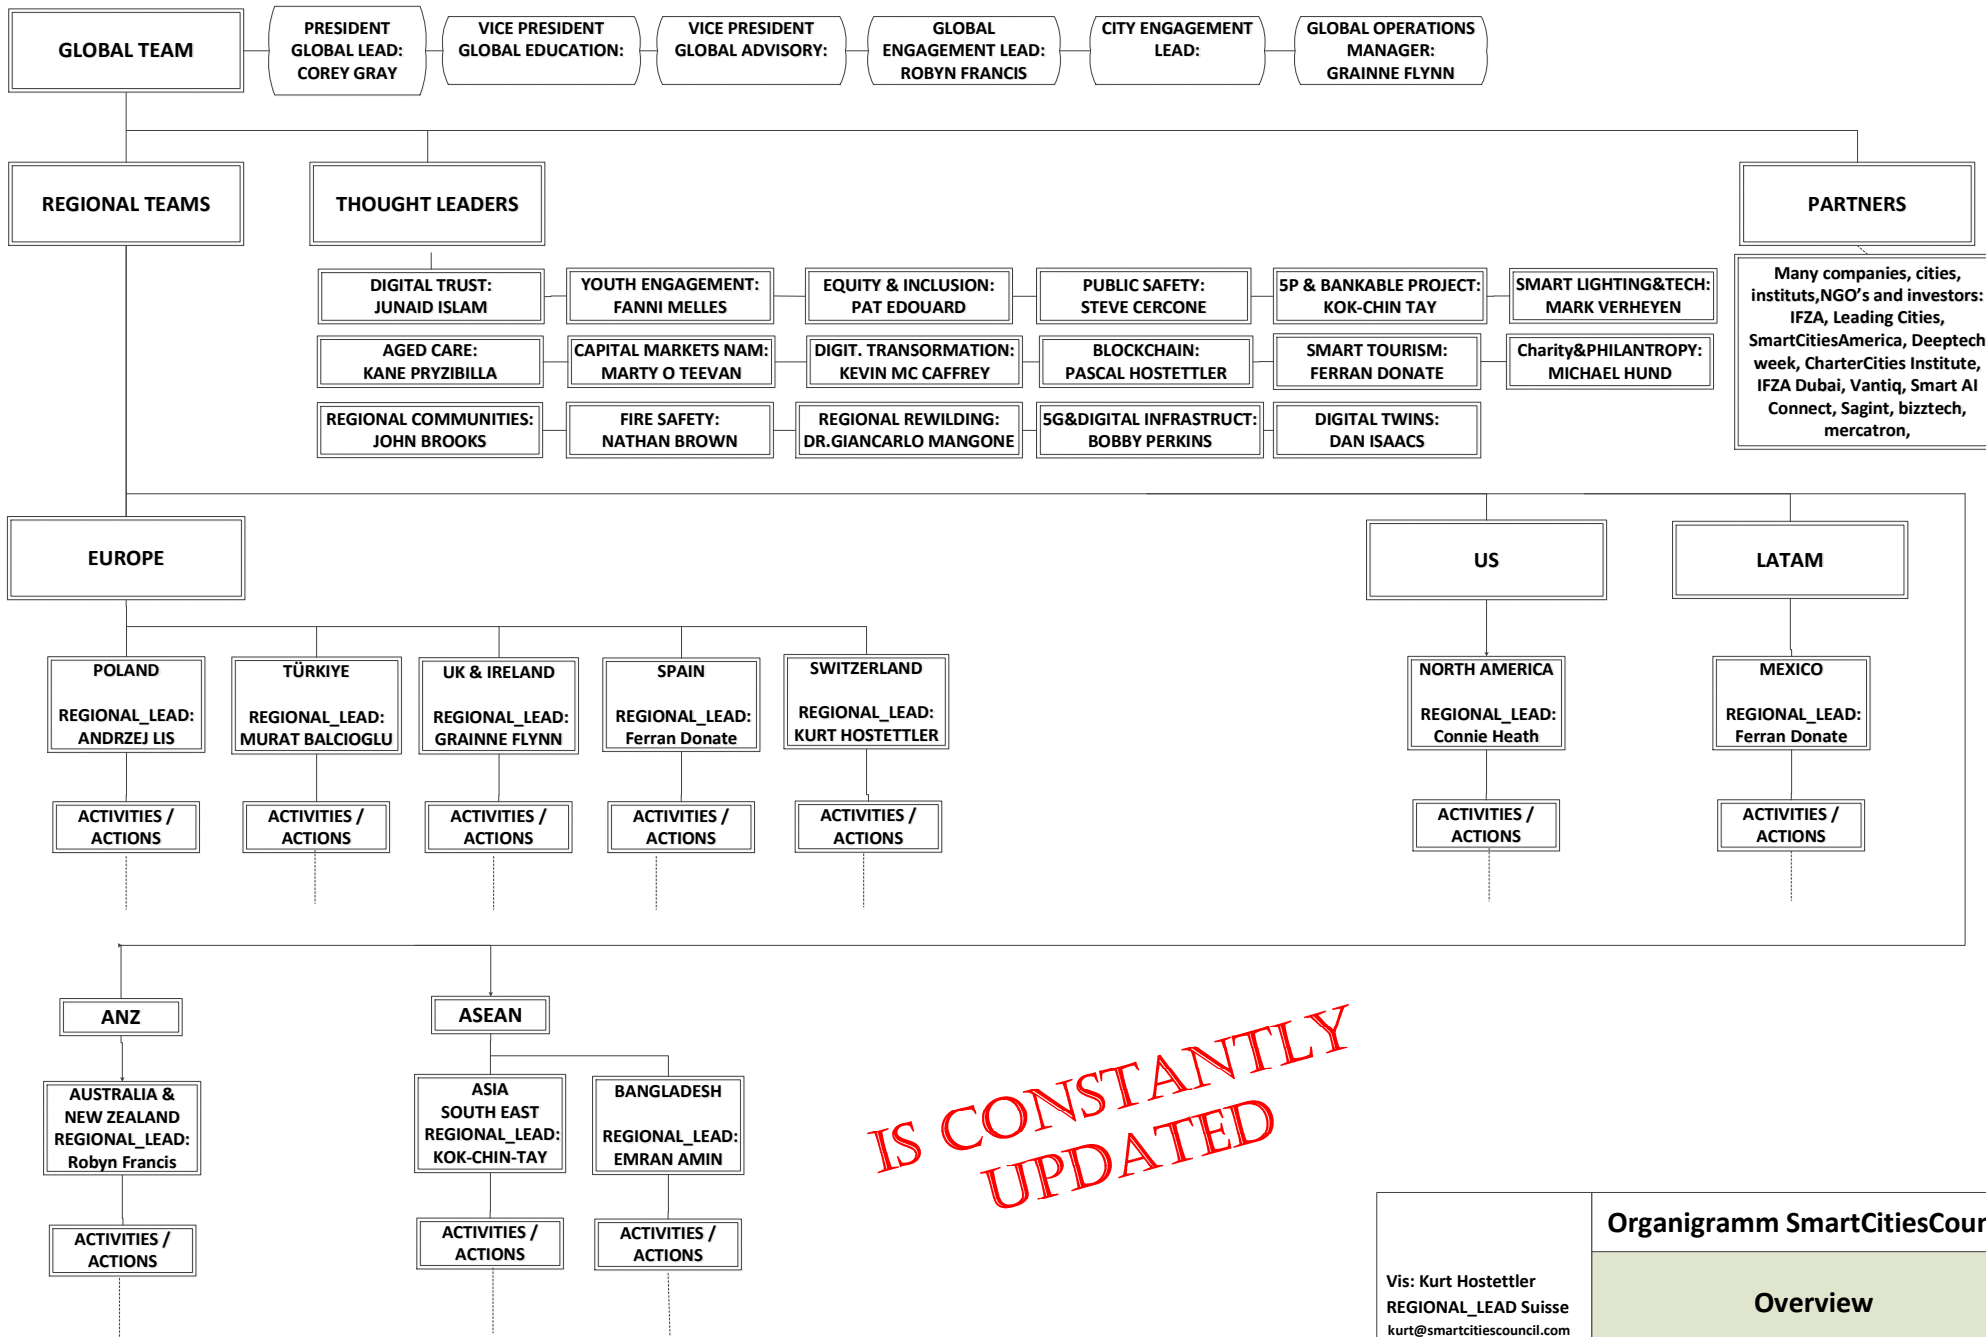 GLOBAL TEAM
PRESIDENT
GLOBAL LEAD:
COREY GRAY
VICE PRESIDENT
GLOBAL EDUCATION:
VICE PRESIDENT
GLOBAL ADVISORY:
GLOBAL
ENGAGEMENT LEAD:
ROBYN FRANCIS
CITY ENGAGEMENT
LEAD:
GLOBAL OPERATIONS
MANAGER:
GRAINNE FLYNN
REGIONAL TEAMS
THOUGHT LEADERS
PARTNERS
DIGITAL TRUST:
JUNAID ISLAM
YOUTH ENGAGEMENT:
FANNI MELLES
EQUITY & INCLUSION:
PAT EDOUARD
PUBLIC SAFETY:
STEVE CERCONE
5P & BANKABLE PROJECT:
KOK-CHIN TAY
SMART LIGHTING&TECH:
MARK VERHEYEN
AGED CARE:
KANE PRYZIBILLA
CAPITAL MARKETS NAM:
MARTY O TEEVAN
DIGIT. TRANSORMATION:
KEVIN MC CAFFREY
BLOCKCHAIN:
PASCAL HOSTETTLER
SMART TOURISM:
FERRAN DONATE
Charity&PHILANTROPY:
MICHAEL HUND
REGIONAL COMMUNITIES:
JOHN BROOKS
FIRE SAFETY:
NATHAN BROWN
REGIONAL REWILDING:
DR.GIANCARLO MANGONE
5G&DIGITAL INFRASTRUCT:
BOBBY PERKINS
DIGITAL TWINS:
DAN ISAACS
Many companies, cities,
instituts,NGO's and investors:
IFZA, Leading Cities,
SmartCitiesAmerica, Deeptech
week, CharterCities Institute,
IFZA Dubai, Vantiq, Smart AI
Connect, Sagint, bizztech,
mercatron,
EUROPE
US
LATAM
POLAND
REGIONAL_LEAD:
ANDRZEJ LIS
TÜRKIYE
REGIONAL_LEAD:
MURAT BALCIOGLU
UK & IRELAND
REGIONAL_LEAD:
GRAINNE FLYNN
SPAIN
REGIONAL_LEAD:
Ferran Donate
SWITZERLAND
REGIONAL_LEAD:
KURT HOSTETTLER
NORTH AMERICA
REGIONAL_LEAD:
Connie Heath
MEXICO
REGIONAL_LEAD:
Ferran Donate
ACTIVITIES /
ACTIONS
ACTIVITIES /
ACTIONS
ACTIVITIES /
ACTIONS
ACTIVITIES /
ACTIONS
ACTIVITIES /
ACTIONS
ACTIVITIES /
ACTIONS
ACTIVITIES /
ACTIONS
ANZ
ASEAN
AUSTRALIA &
NEW ZEALAND
REGIONAL_LEAD:
Robyn Francis
ASIA
SOUTH EAST
REGIONAL_LEAD:
KOK-CHIN-TAY
BANGLADESH
REGIONAL_LEAD:
EMRAN AMIN
ACTIVITIES /
ACTIONS
ACTIVITIES /
ACTIONS
ACTIVITIES /
ACTIONS
IS CONSTANTLY
UPDATED
Vis: Kurt Hostettler
REGIONAL_LEAD Suisse
kurt@smartcitiescouncil.com
Organigramm SmartCitiesCoun
Overview